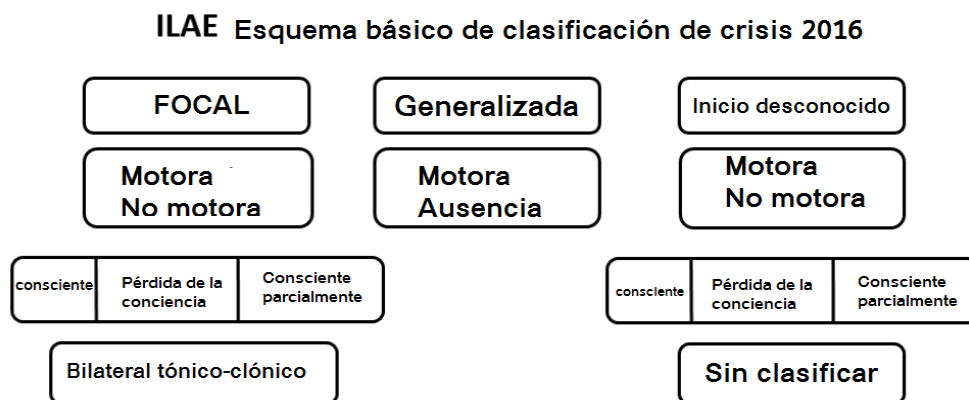 ILAE Esquema básico de clasificación de crisis 2016
FOCAL
Generalizada
Inicio desconocido
Motora
No motora
Motora
Ausencia
Motora
No motora
consciente
Pérdida de la
conciencia
Consciente
parcialmente
consciente
Pérdida de la
conciencia
Consciente
parcialmente
Bilateral tónico-clónico
Sin clasificar